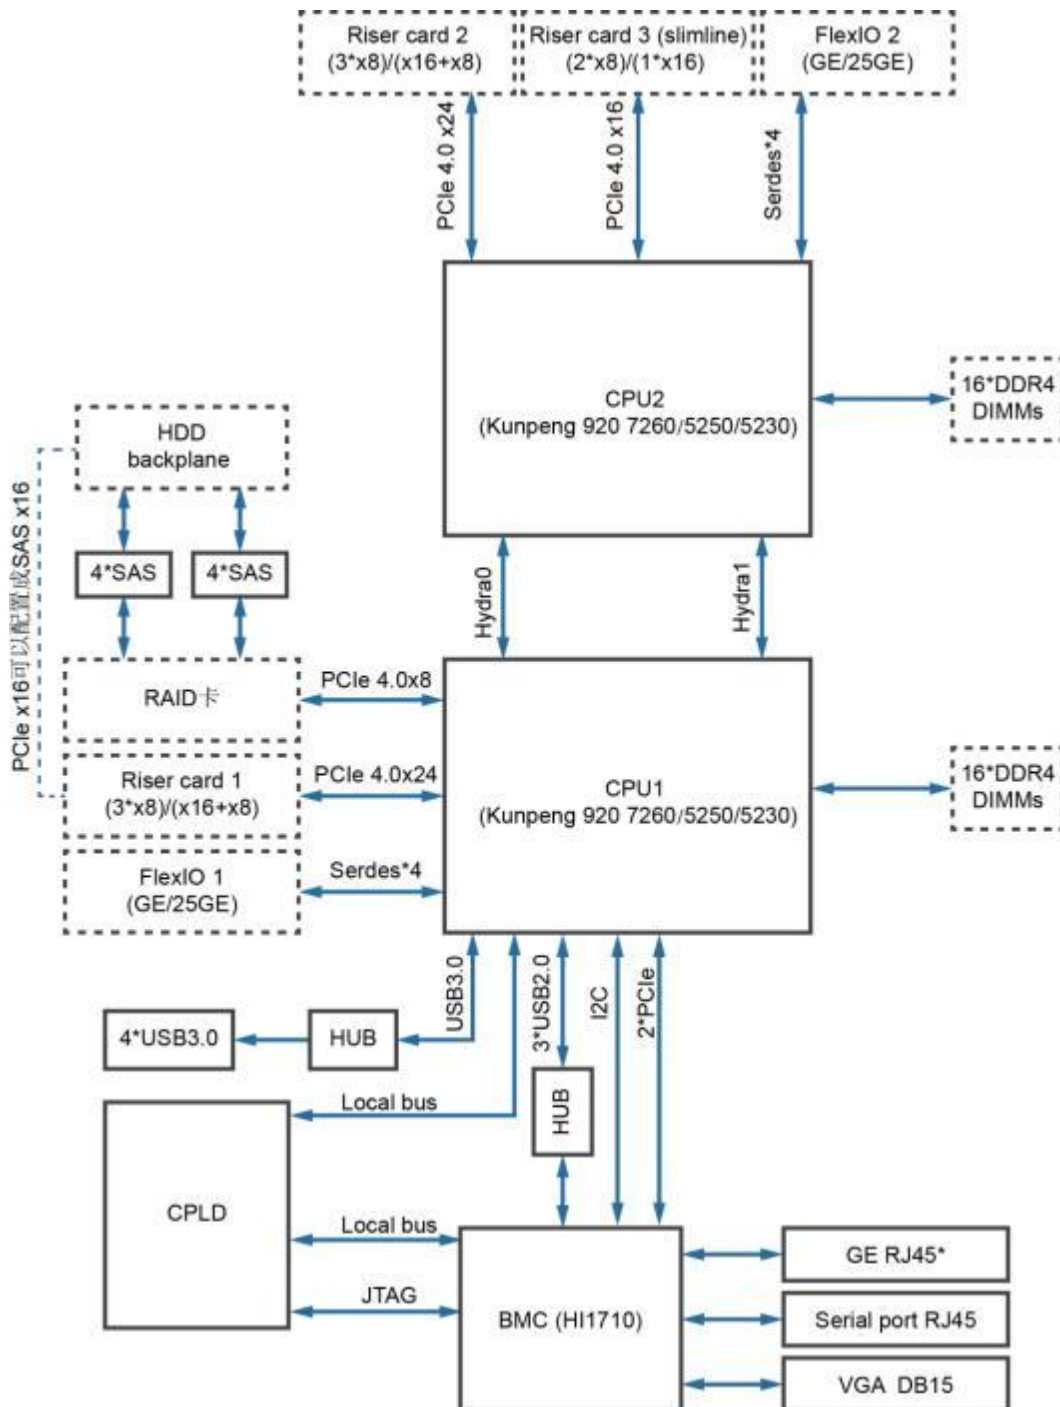 Riser card 2
(3*x8)/(x16+x8)
Riser card 3 (slimline)
(2*x8)/(1*x16)
FlexIO 2
(GE/25GE)
PCIe 4.0 x24
PCIe 4.0 x16
Serdes*4
CPU2
(Kunpeng 920 7260/5250/5230)
16*DDR4
DIMMs
HDD
backplane
PCIe x16可以配置成SAS x16
4*SAS
4*SAS
Hydra0
Hydra1
RAID卡
PCIe 4.0x8
Riser card 1
(3*x8)/(x16+x8)
PCIe 4.0x24
CPU1
(Kunpeng 920 7260/5250/5230)
16*DDR4
DIMMs
FlexIO 1
(GE/25GE)
Serdes*4
USB3.0
3*USB2.0
I2C
2*PCIe
4*USB3.0
HUB
HUB
Local bus
CPLD
Local bus
JTAG
BMC (HI1710)
GE RJ45*
Serial port RJ45
VGA DB15